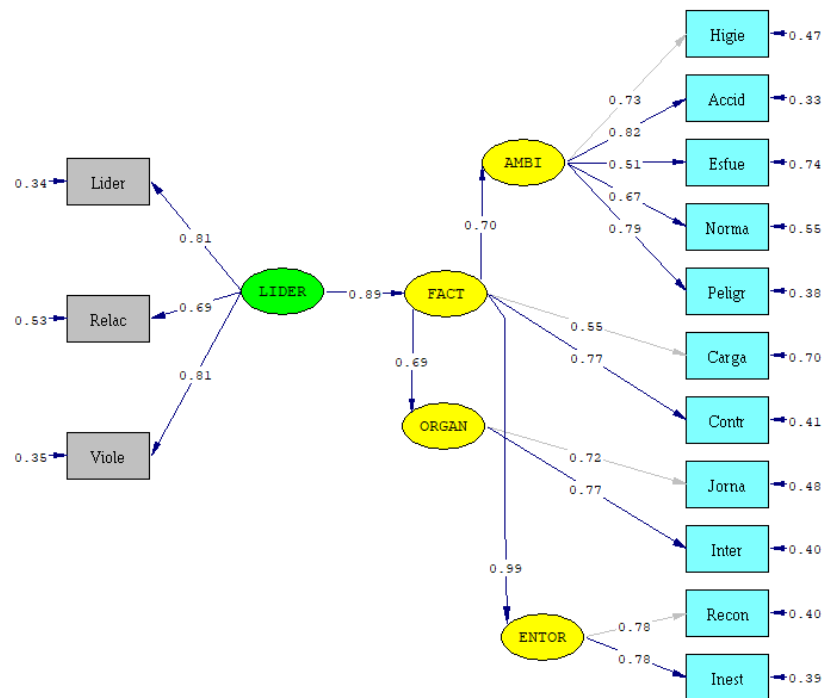 Higie
0.47
0.73
Accid
0.33
0.82
AMBI
Esfue
0.74
0.51
0.34
Lider
0.67
Norma
0.55
0.70
0.79
0.81
LIDER
0.89
FACT
Peligr
0.38
0.69
0.53
Relac
0.55
Carga
0.70
0.77
0.69
0.81
Contr
0.41
ORGAN
0.35
Viole
0.72
0.77
Jorna
0.48
Inter
0.40
0.99
Recon
0.40
0.78
ENTOR
0.78
Inest
0.39